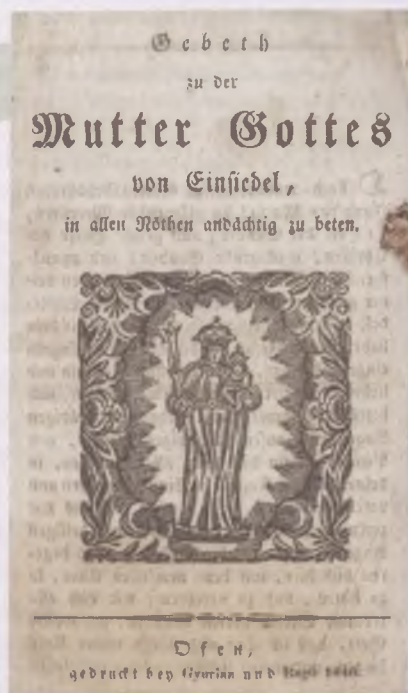 Gebeth
zu der
Mutter Gottes
von Einsiedel,
in allen Nöthen andächtig zu beten.
Ofen,
gedruckt bey Gyurian und